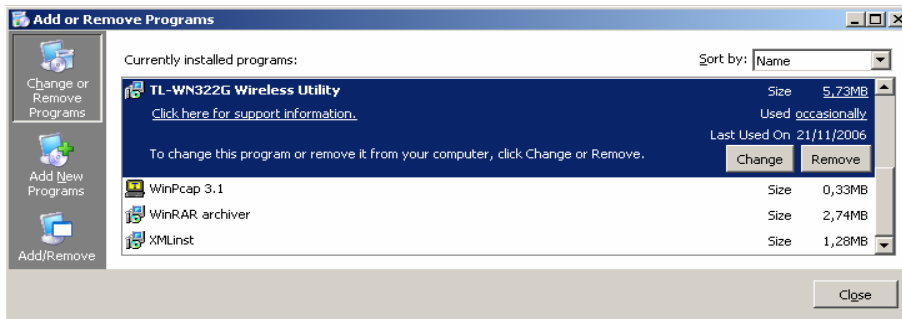 Add or Remove Programs
Change or
Remove
Programs
Add New
Programs
Add/Remove
Currently installed programs:
Sort by: Name
TL-WN322G Wireless Utility Size 5,73MB
Click here for support information. Used occasionally
Last Used On 21/11/2006
To change this program or remove it from your computer, click Change or Remove. Change Remove
WinPcap 3.1 Size 0,33MB
WinRAR archiver Size 2,74MB
XMLinst Size 1,28MB
Close